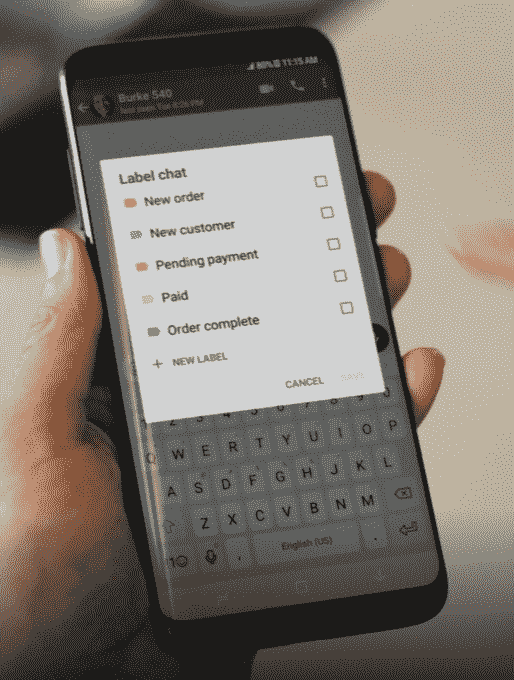 80% 11:15 AM
Burke 540
Label chat
New order
New customer
Pending payment
Paid
Order complete
+ NEW LABEL
CANCEL SAVE
W E R T Y U I O P
A S D F G H J K L
Z X C V B N M
, English (US) .